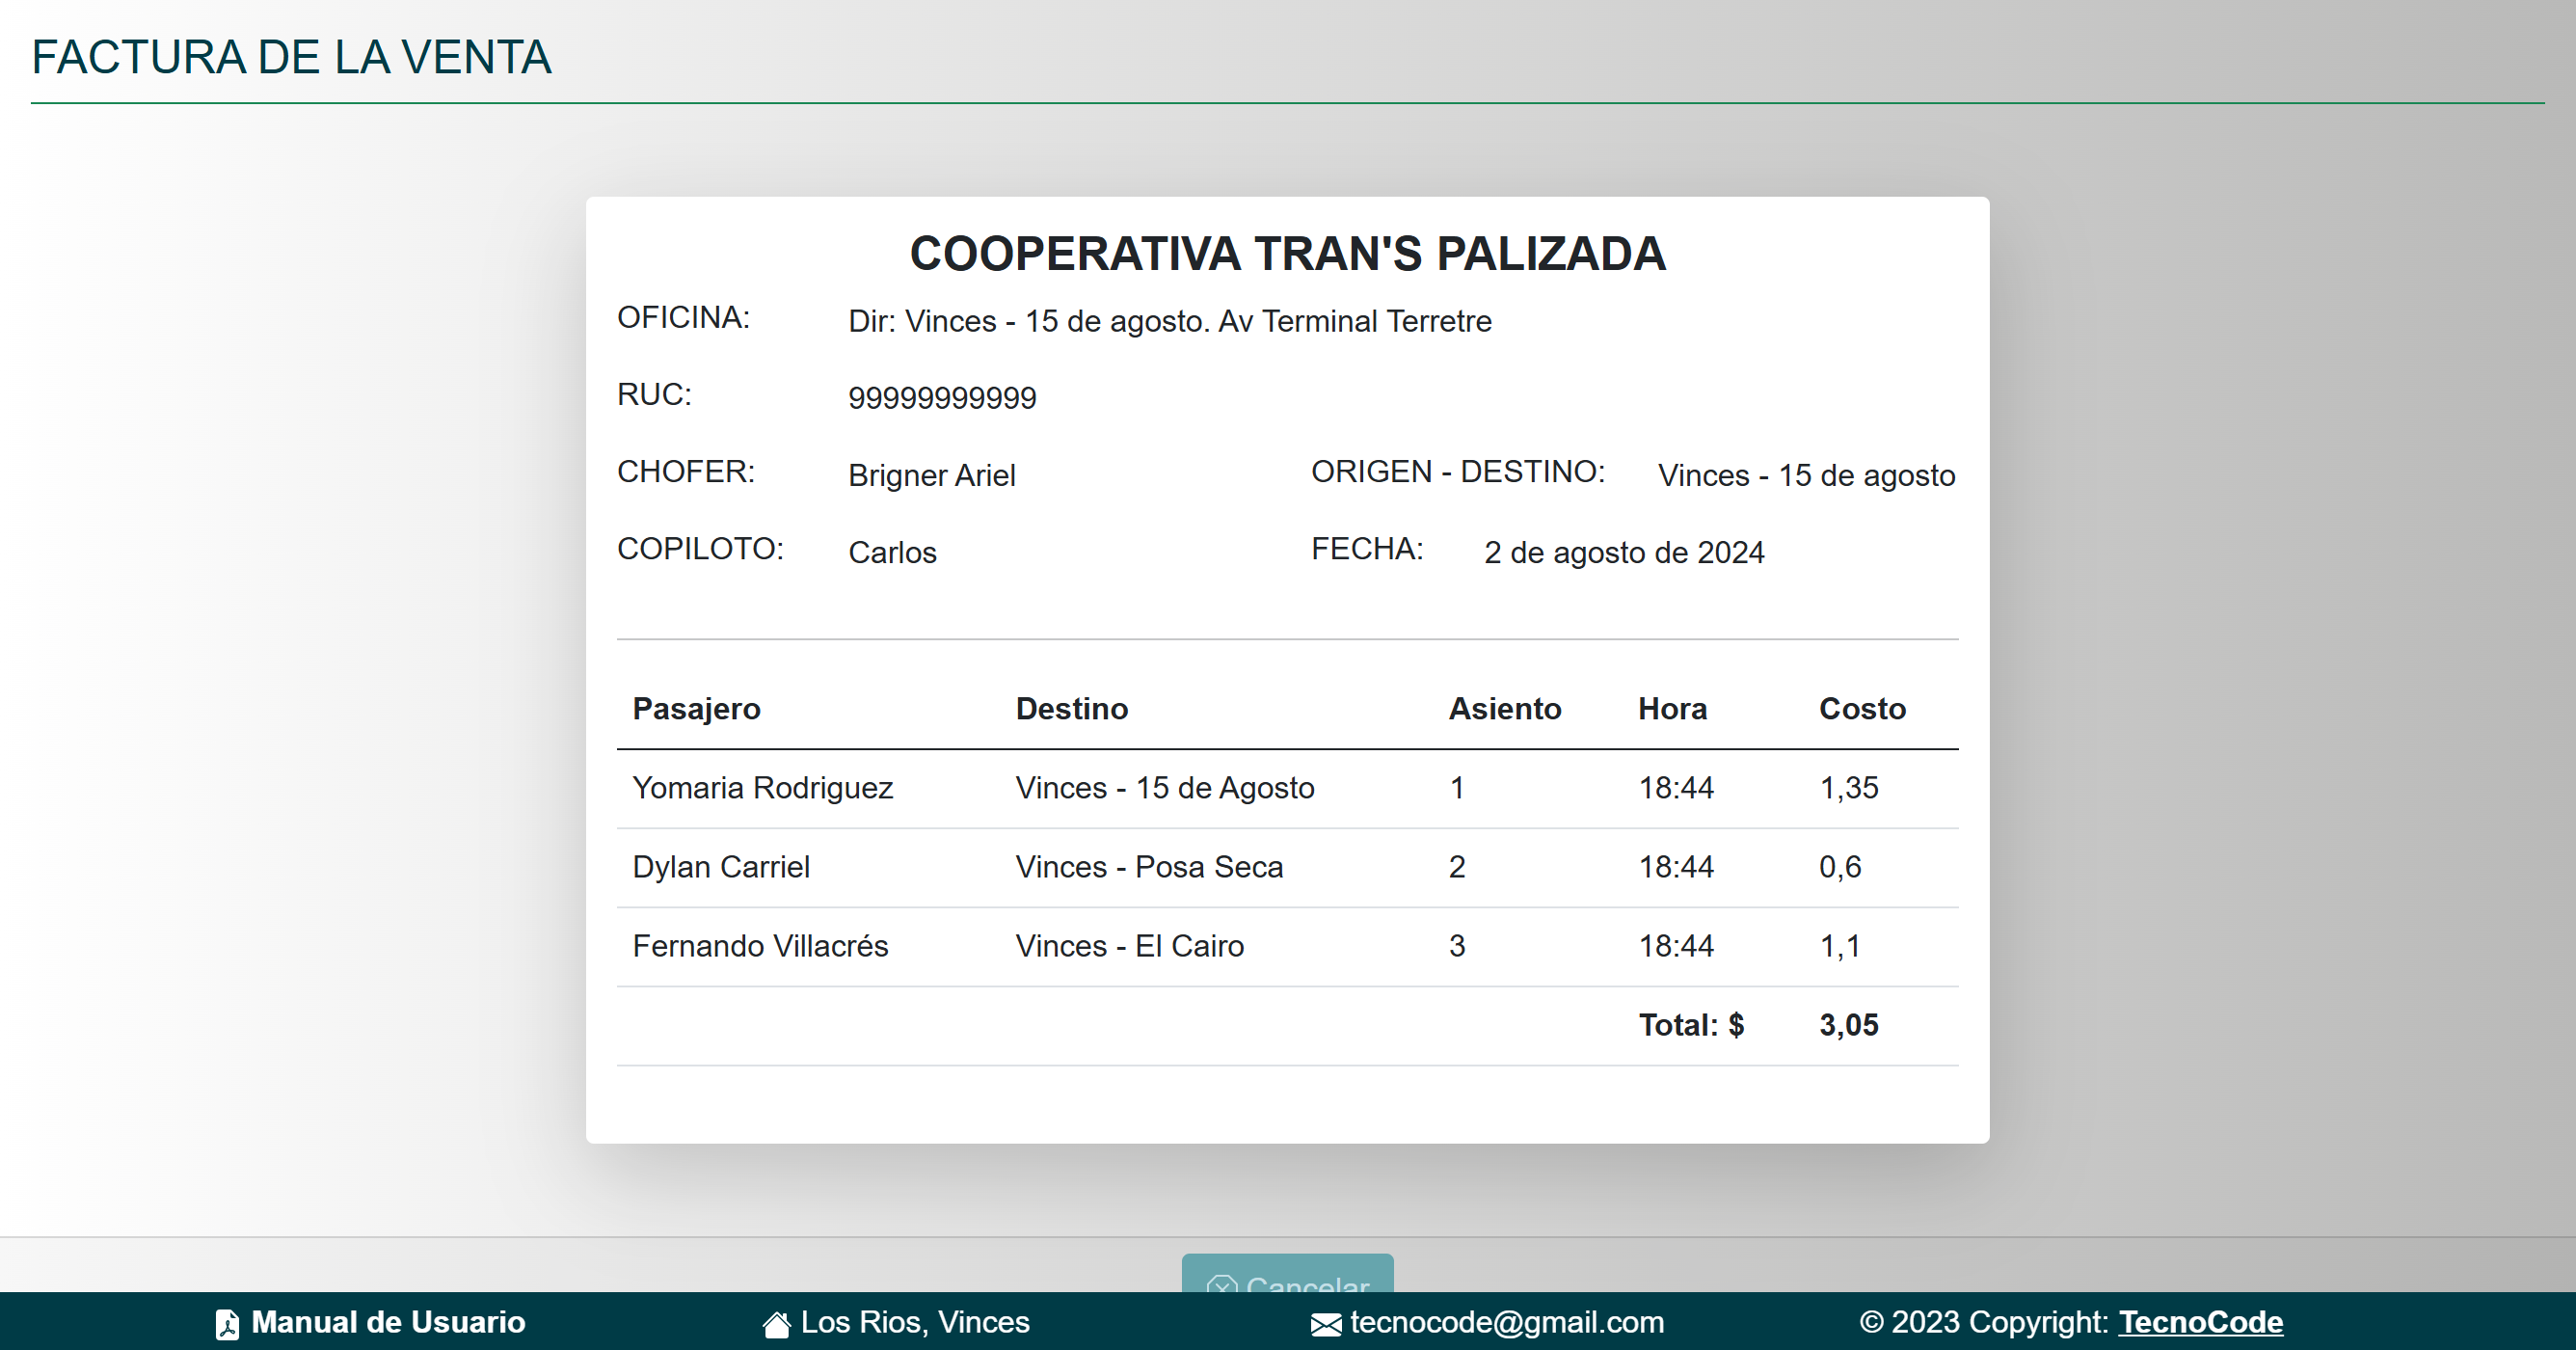 FACTURA DE LA VENTA
COOPERATIVA TRAN'S PALIZADA
OFICINA: Dir: Vinces - 15 de agosto. Av Terminal Terretre
RUC: 99999999999
CHOFER: Brigner Ariel ORIGEN - DESTINO: Vinces - 15 de agosto
COPILOTO: Carlos FECHA: 2 de agosto de 2024
Pasajero Destino Asiento Hora Costo
Yomaria Rodriguez Vinces - 15 de Agosto 1 18:44 1,35
Dylan Carriel Vinces - Posa Seca 2 18:44 0,6
Fernando Villacrés Vinces - El Cairo 3 18:44 1,1
Total: $ 3,05
Cancelar
Manual de Usuario Los Rios, Vinces tecnocode@gmail.com © 2023 Copyright: TecnoCode